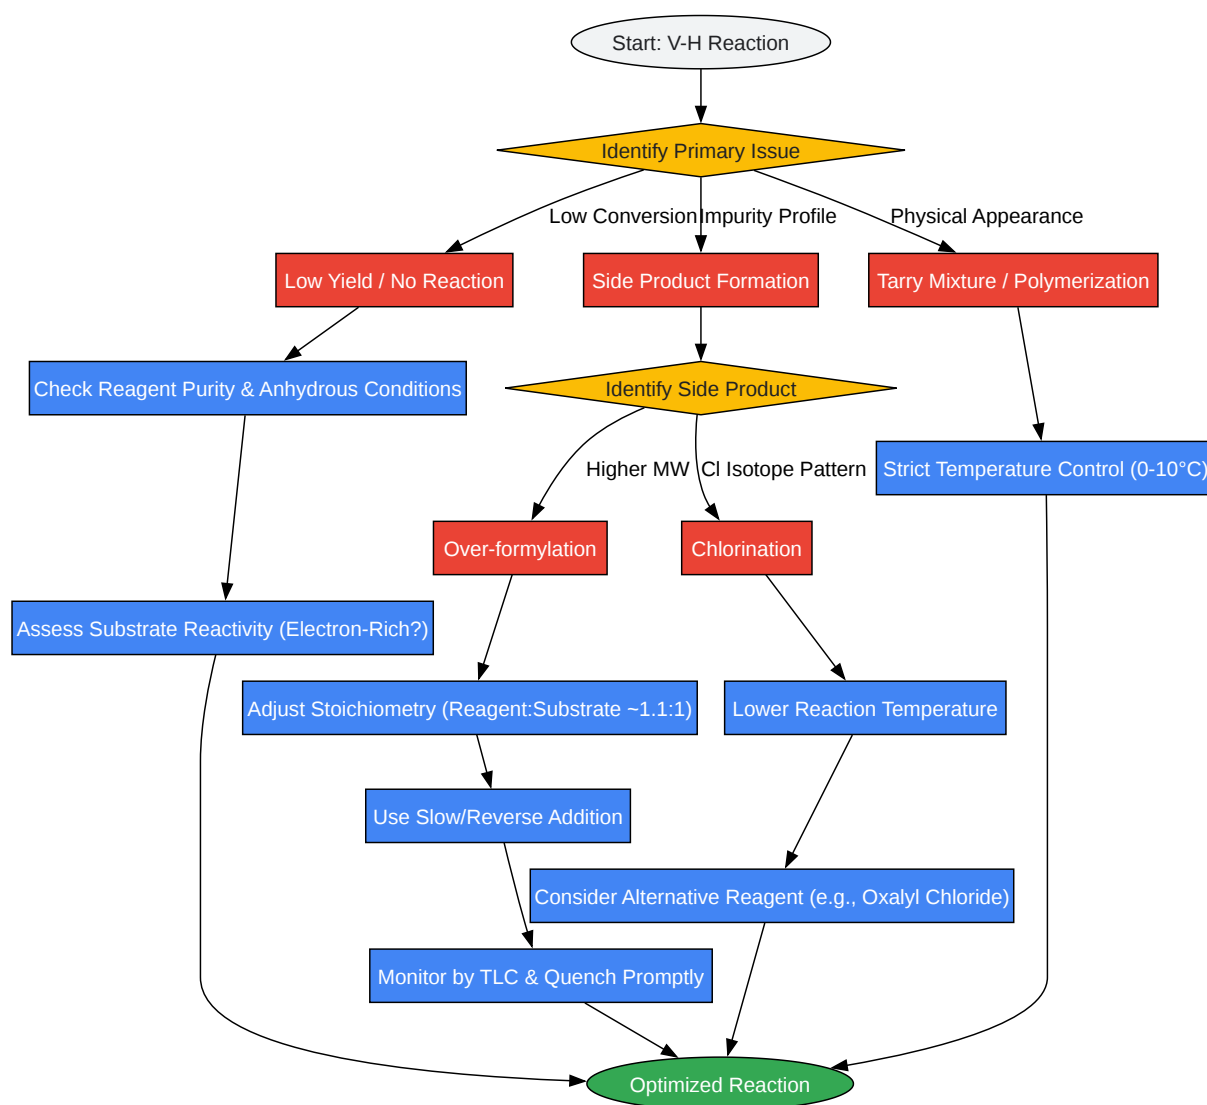 Start: V-H Reaction
Identify Primary Issue
Low Conversion
Impurity Profile
Physical Appearance
Low Yield / No Reaction
Side Product Formation
Tarry Mixture / Polymerization
Check Reagent Purity & Anhydrous Conditions
Identify Side Product
Higher MW
Cl Isotope Pattern
Strict Temperature Control (0-10°C)
Over-formylation
Chlorination
Assess Substrate Reactivity (Electron-Rich?)
Adjust Stoichiometry (Reagent:Substrate ~1.1:1)
Lower Reaction Temperature
Use Slow/Reverse Addition
Consider Alternative Reagent (e.g., Oxalyl Chloride)
Monitor by TLC & Quench Promptly
Optimized Reaction